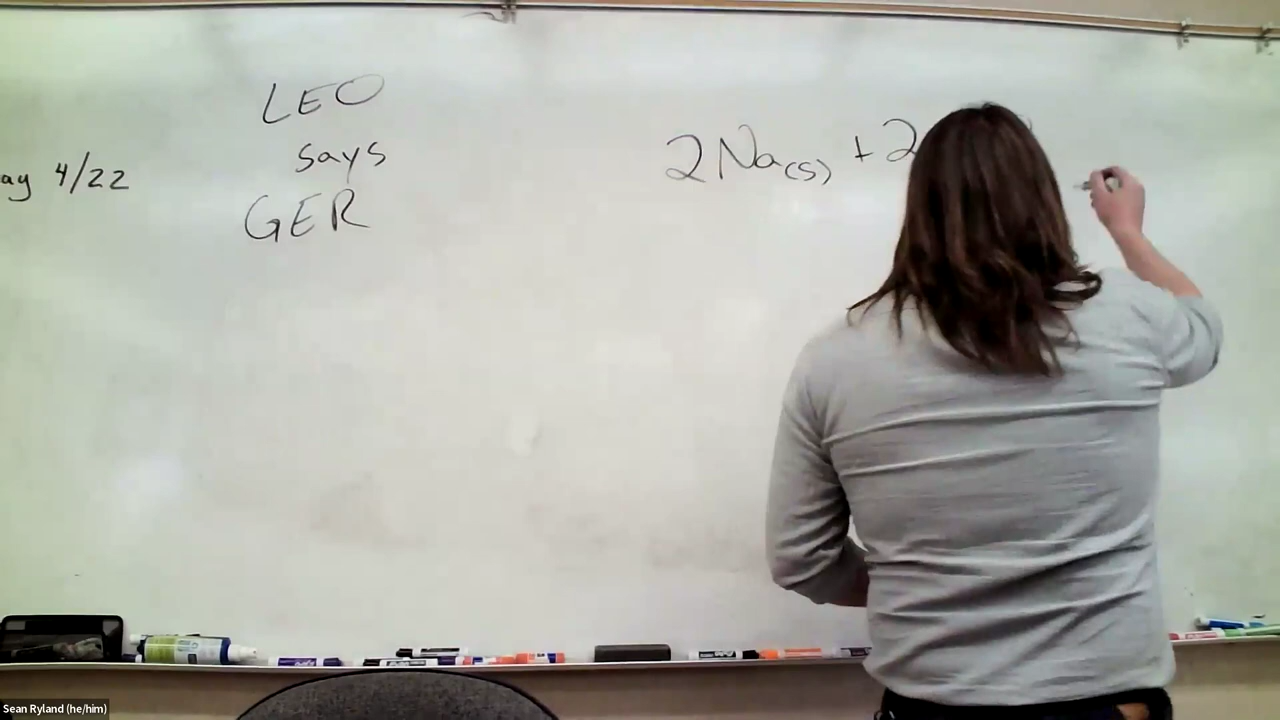 LEO
says
GER
ay 4/22
2Na(s) + 2
Sean Ryland (he/him)